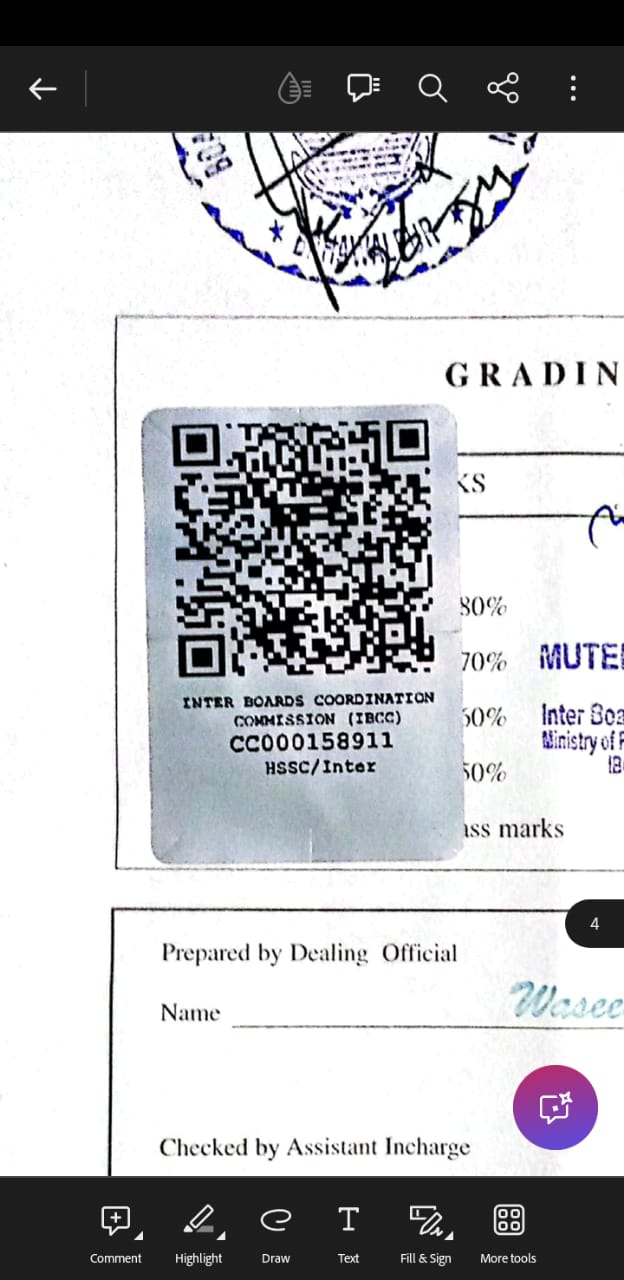 GRADIN
KS
80%
70%
MUTE
60%
Inter Boa
Ministry of F
50%
ass marks
INTER BOARDS COORDINATION
COMMISSION (IBCC)
CC000158911
HSSC/Inter
4
Prepared by Dealing Official
Name
Wasee
Checked by Assistant Incharge
Comment
Highlight
Draw
Text
Fill & Sign
More tools